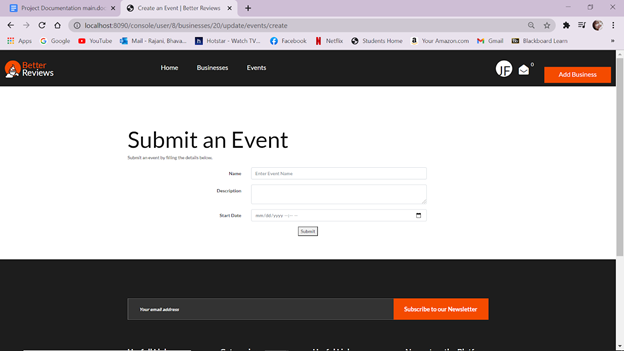 Project Documentation main.docx
Create an Event | Better Reviews
localhost:8090/console/user/8/businesses/20/update/events/create
Apps
Google
YouTube
Mail - Rajani, Bhava...
Hotstar - Watch TV...
Facebook
Netflix
Students Home
Your Amazon.com
Gmail
Blackboard Learn
Better
Reviews
Home
Businesses
Events
JF
0
Add Business
Submit an Event
Submit an event by filling the details below.
Name
Enter Event Name
Description
Start Date
mm/dd/yyyy --:-- --
Submit
Your email address
Subscribe to our Newsletter